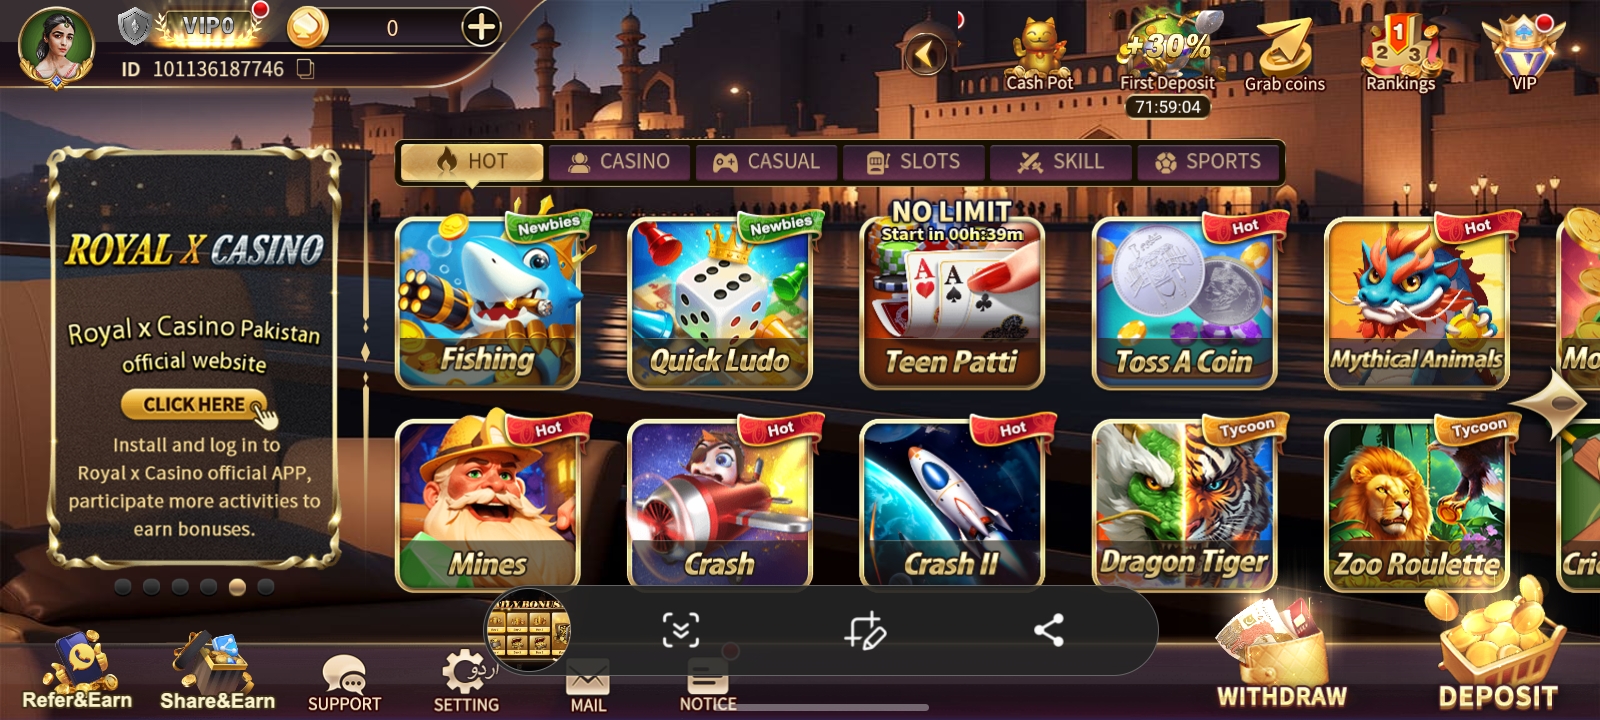 VIP0
0
ID 101136187746
Cash Pot
+30%
First Deposit
71:59:04
Grab coins
1
2 3
Rankings
V
VIP
HOT
CASINO
CASUAL
SLOTS
SKILL
SPORTS
ROYAL X CASINO
Royal x Casino Pakistan
official website
CLICK HERE
Install and log in to
Royal x Casino official APP,
participate more activities to
earn bonuses.
Newbies
Fishing
Newbies
Quick Ludo
NO LIMIT
Start in 00h:39m
A A
Teen Patti
Hot
Toss A Coin
Hot
Mythical Animals
Mo
Hot
Mines
Hot
Crash
Hot
Crash II
Tycoon
Dragon Tiger
Tycoon
Zoo Roulette
Cri
Refer&Earn
Share&Earn
SUPPORT
اردو
SETTING
MAIL
NOTICE
WITHDRAW
DEPOSIT